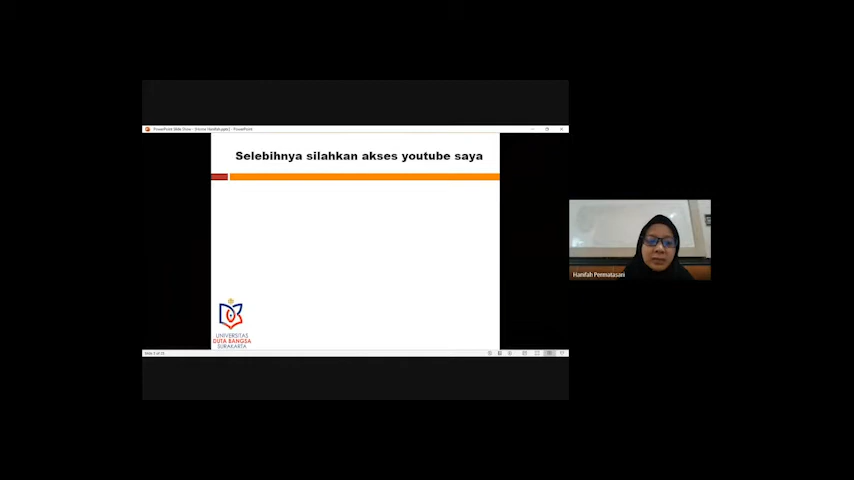 Selebihnya silahkan akses youtube saya
UNIVERSITAS
DUTA BANGSA
SURAKARTA
Hanifah Permatasari